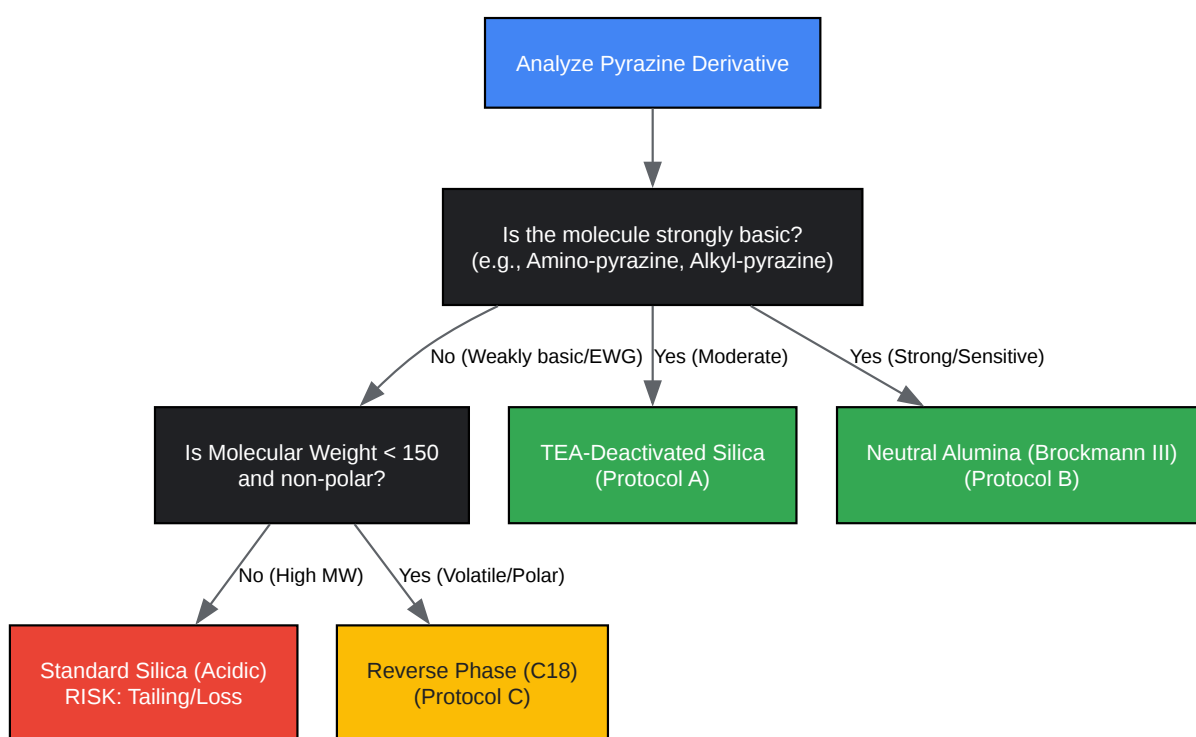 Analyze Pyrazine Derivative
Is the molecule strongly basic?
(e.g., Amino-pyrazine, Alkyl-pyrazine)
No (Weakly basic/EWG)
Yes (Moderate)
Yes (Strong/Sensitive)
Is Molecular Weight < 150
and non-polar?
TEA-Deactivated Silica
(Protocol A)
Neutral Alumina (Brockmann III)
(Protocol B)
No (High MW)
Yes (Volatile/Polar)
Standard Silica (Acidic)
RISK: Tailing/Loss
Reverse Phase (C18)
(Protocol C)